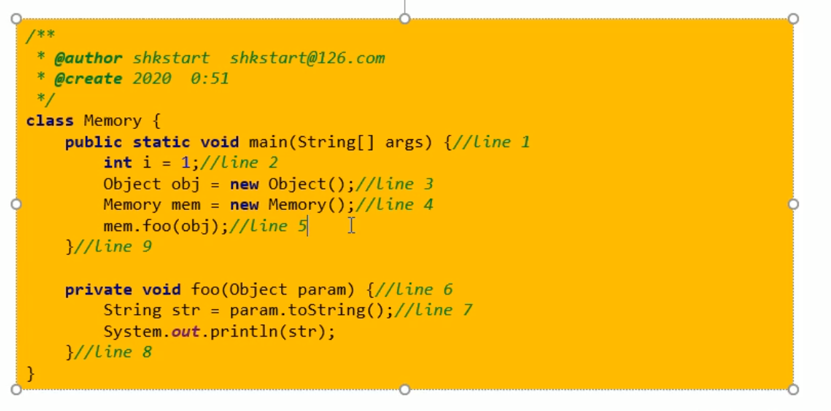 /**
 * @author shkstart  shkstart@126.com
 * @create 2020  0:51
 */
class Memory {
    public static void main(String[] args) {//line 1
        int i = 1;//line 2
        Object obj = new Object();//line 3
        Memory mem = new Memory();//line 4
        mem.foo(obj);//line 5
    }//line 9

    private void foo(Object param) {//line 6
        String str = param.toString();//line 7
        System.out.println(str);
    }//line 8
}